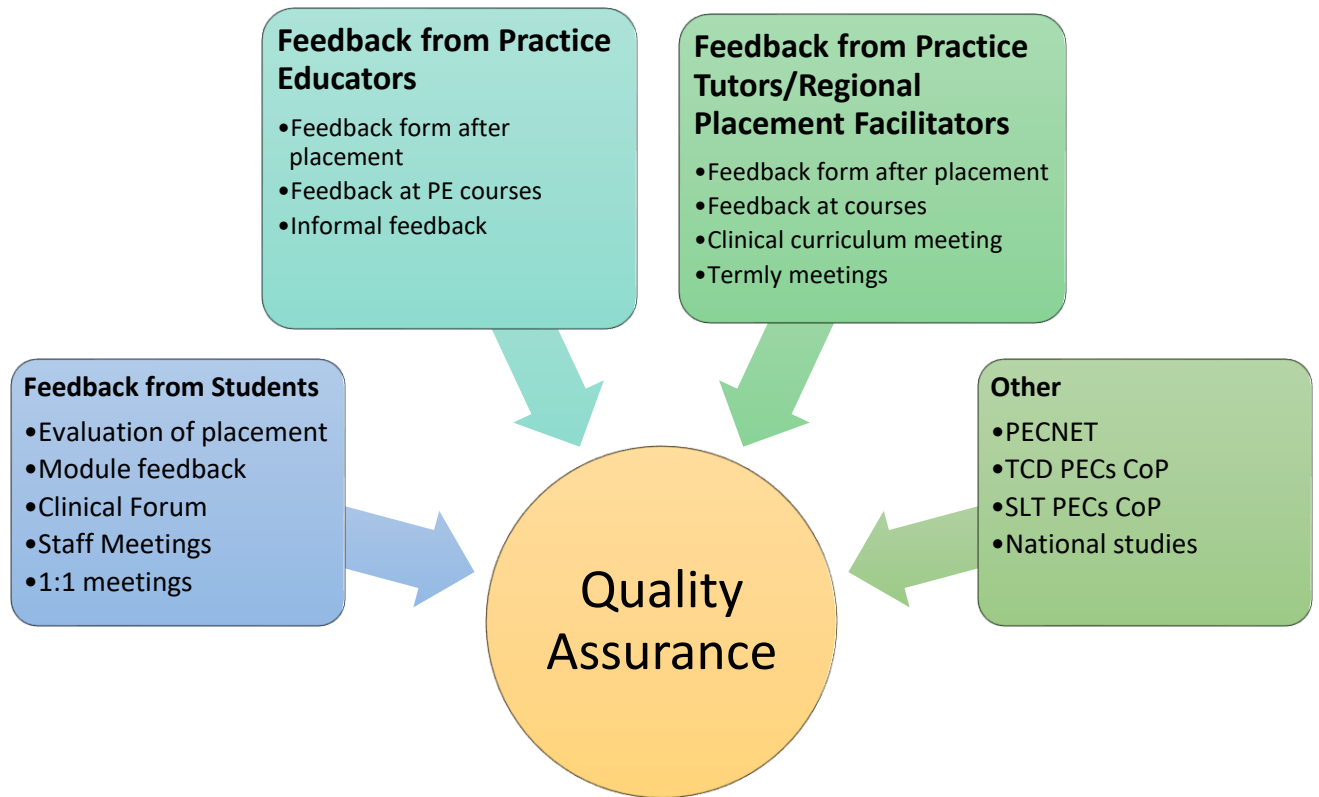 Feedback from Practice
Educators
•Feedback form after
placement
•Feedback at PE courses
•Informal feedback
Feedback from Practice
Tutors/Regional
Placement Facilitators
•Feedback form after placement
•Feedback at courses
•Clinical curriculum meeting
•Termly meetings
Feedback from Students
•Evaluation of placement
•Module feedback
•Clinical Forum
•Staff Meetings
•1:1 meetings
Other
•PECNET
•TCD PECs CoP
•SLT PECs CoP
•National studies
Quality
Assurance